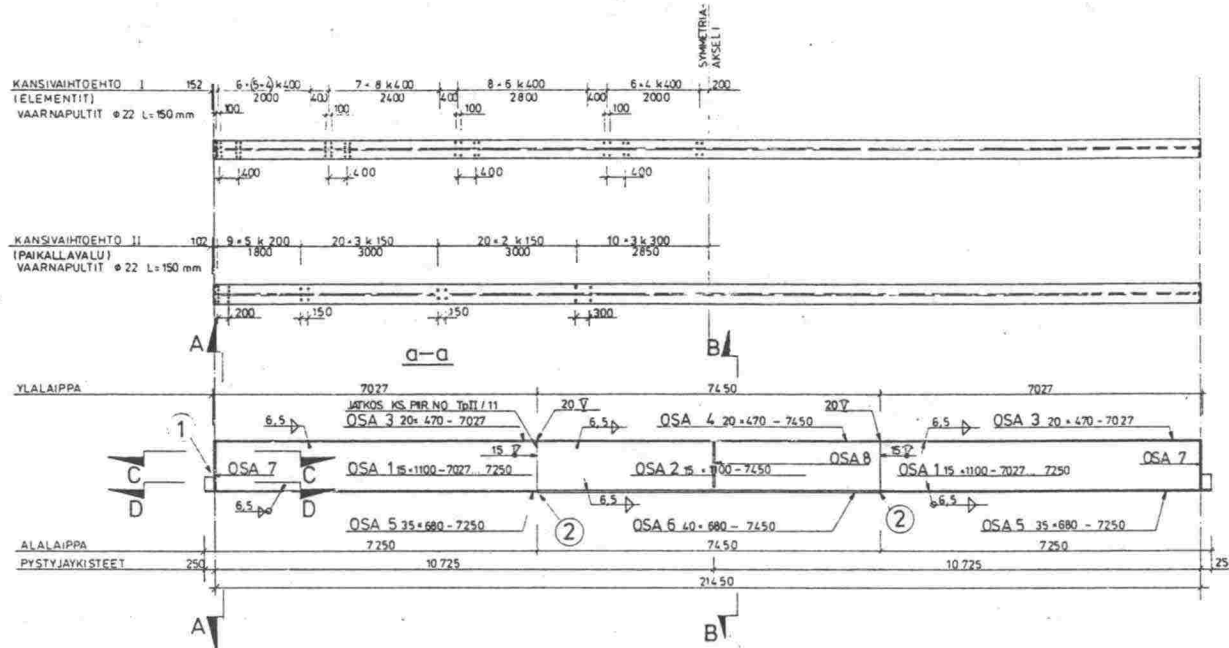 SYMMETRIA-
AKSELI
KANSIVAIHTOEHTO I 152 6×(5+4)k400 7×8 k400 8×6 k400 6×4 k400 200
(ELEMENTIT) 2000 400 2400 400 2800 400 2000
VAARNAPULTIT ø22 L=150 mm 100 100 100 100
400 400 400 400
KANSIVAIHTOEHTO II 102 9×5 k 200 20×3 k 150 20×2 k 150 10×3 k 300
(PAIKALLAVALU) 1800 3000 3000 2850
VAARNAPULTIT ø22 L=150 mm
200 150 150 300
A a-a B
YLALAIPPA 7027 7450 7027
JATKOS KS. PIIR. NO TpII/11 20 20
1 6,5 OSA 3 20×470-7027 6,5 OSA 4 20×470-7450 6,5 OSA 3 20×470-7027
15 15
C C OSA 7 OSA 1 15×1100-7027...7250 OSA 2 15×1100-7450 OSA 8 OSA 1 15×1100-7027...7250 OSA 7
D D 6,5 6,5 6,5
OSA 5 35×680-7250 2 OSA 6 40×680-7450 2 OSA 5 35×680-7250
ALALAIPPA 7250 7450 7250
PYSTYJAYKISTEET 250 10 725 10 725 25
21450
A B